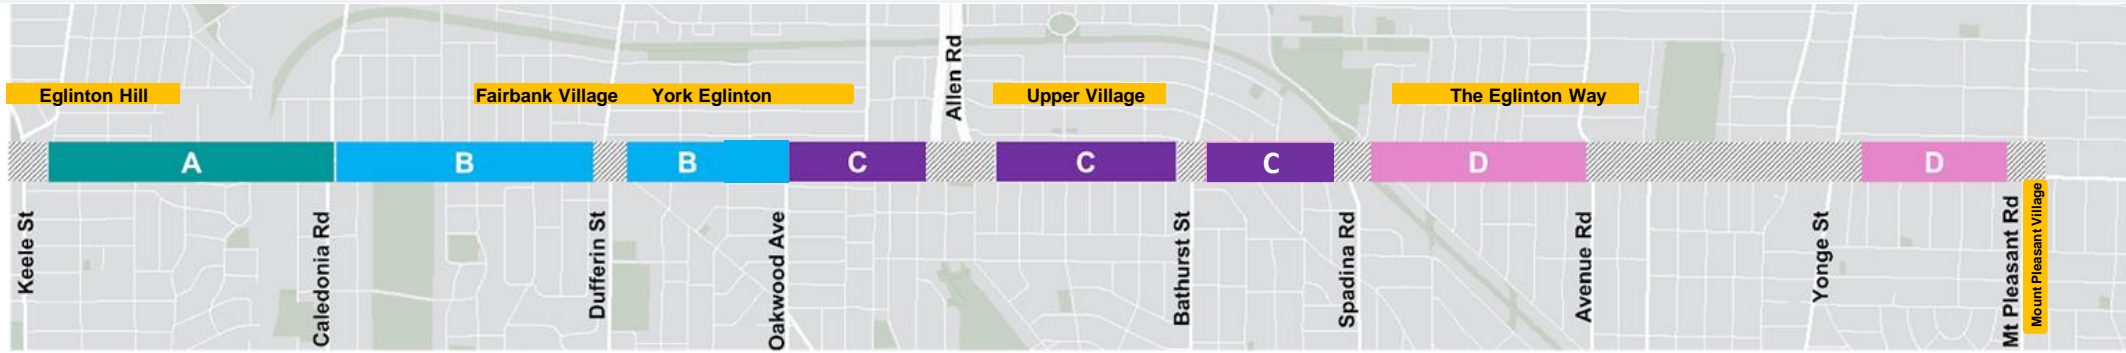 Allen Rd
Eglinton Hill
Fairbank Village
York Eglinton
Upper Village
The Eglinton Way
A
B
B
C
C
C
D
D
Keele St
Caledonia Rd
Dufferin St
Oakwood Ave
Bathurst St
Spadina Rd
Avenue Rd
Yonge St
Mt Pleasant Rd
Mount Pleasant Village